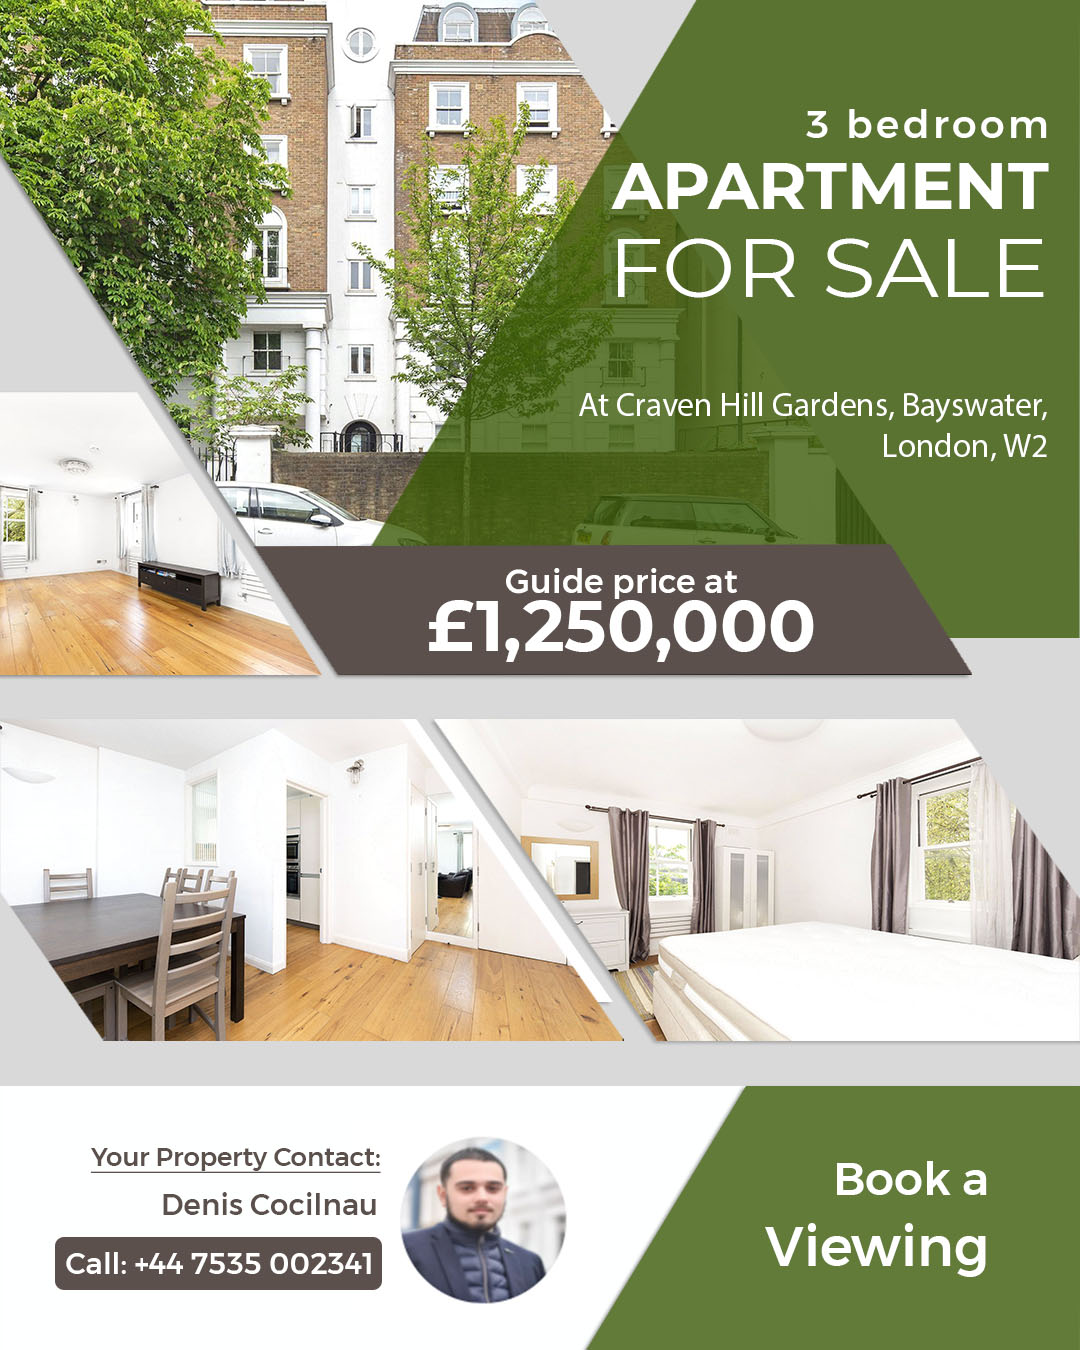 3 bedroom
APARTMENT
FOR SALE
At Craven Hill Gardens, Bayswater,
London, W2
Guide price at
£1,250,000
Your Property Contact:
Denis Cocilnau
Call: +44 7535 002341
Book a
Viewing